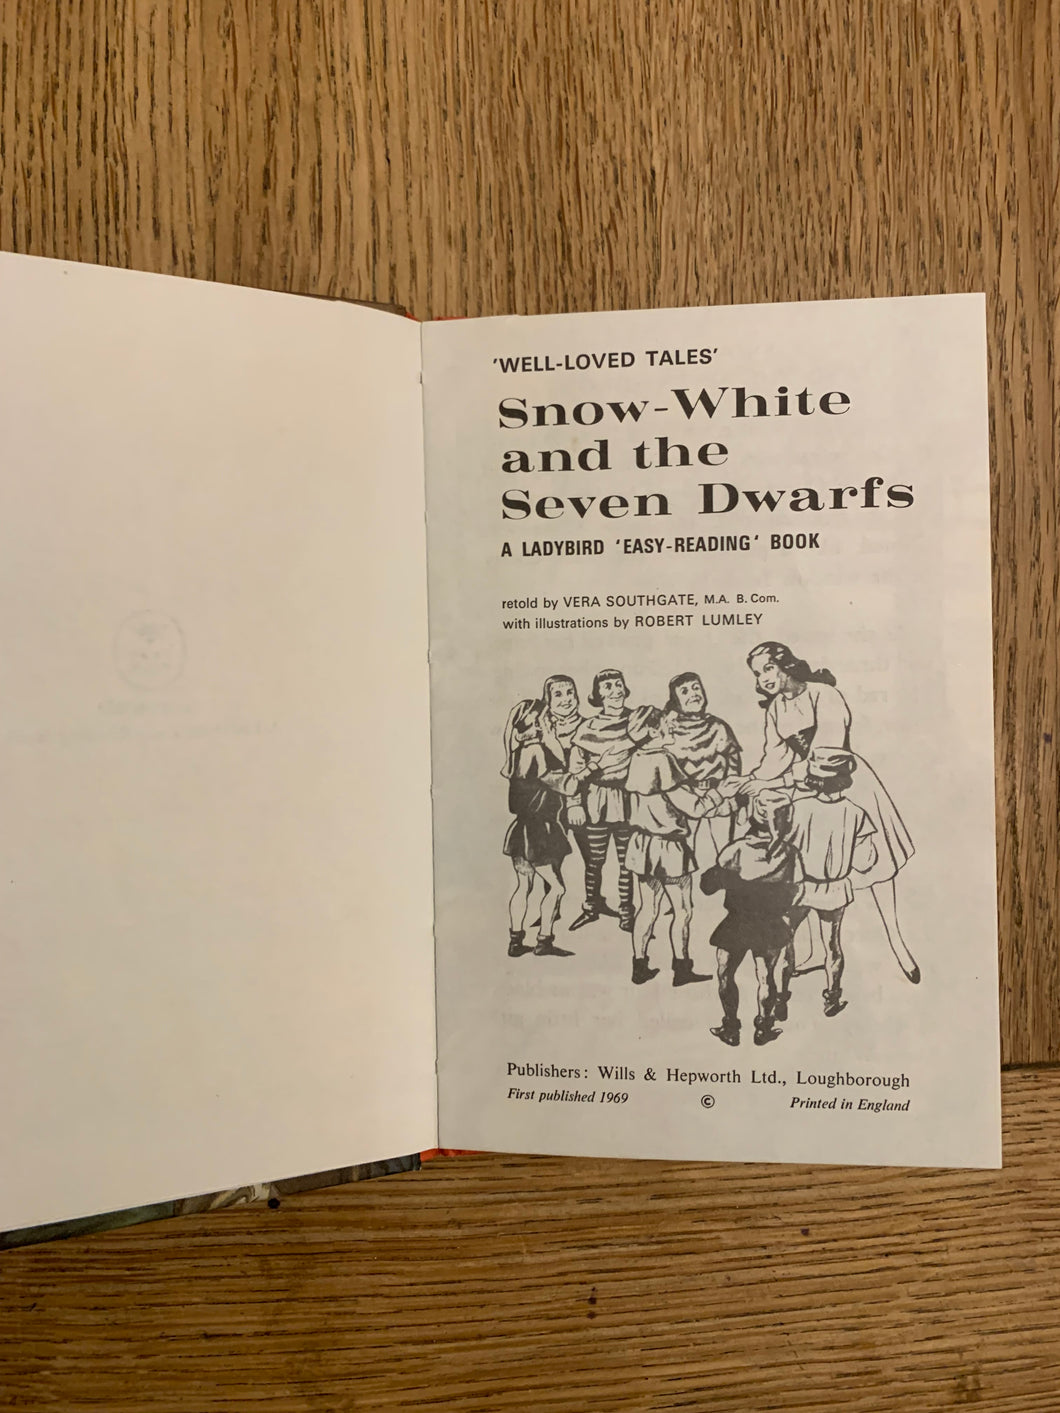 'WELL-LOVED TALES'
Snow-White
and the
Seven Dwarfs
A LADYBIRD 'EASY-READING' BOOK
retold by VERA SOUTHGATE, M.A. B.Com.
with illustrations by ROBERT LUMLEY
Publishers: Wills & Hepworth Ltd., Loughborough
First published 1969 © Printed in England